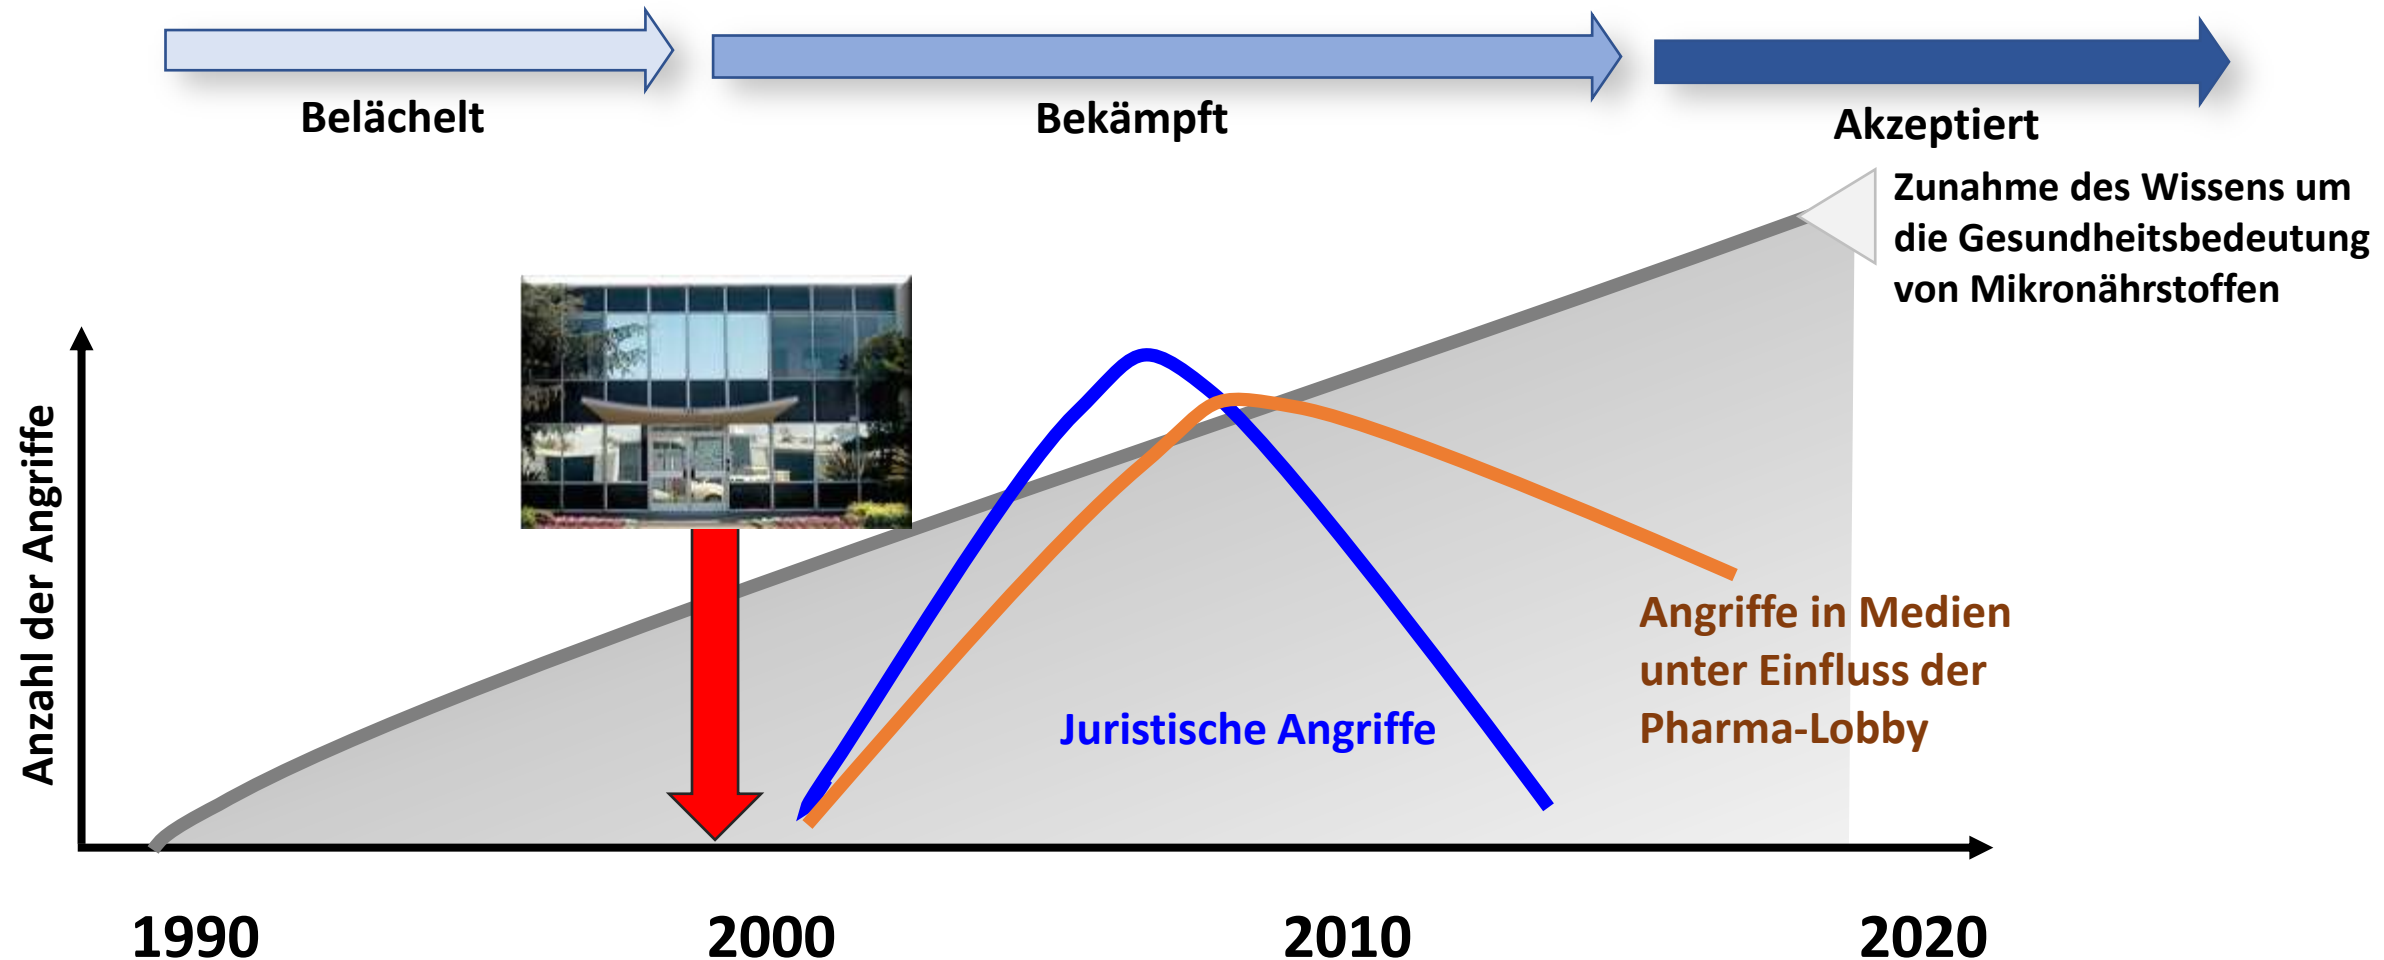 Belächelt
Bekämpft
Akzeptiert
Zunahme des Wissens um
die Gesundheitsbedeutung
von Mikronährstoffen
Anzahl der Angriffe
Angriffe in Medien
unter Einfluss der
Pharma-Lobby
Juristische Angriffe
1990
2000
2010
2020